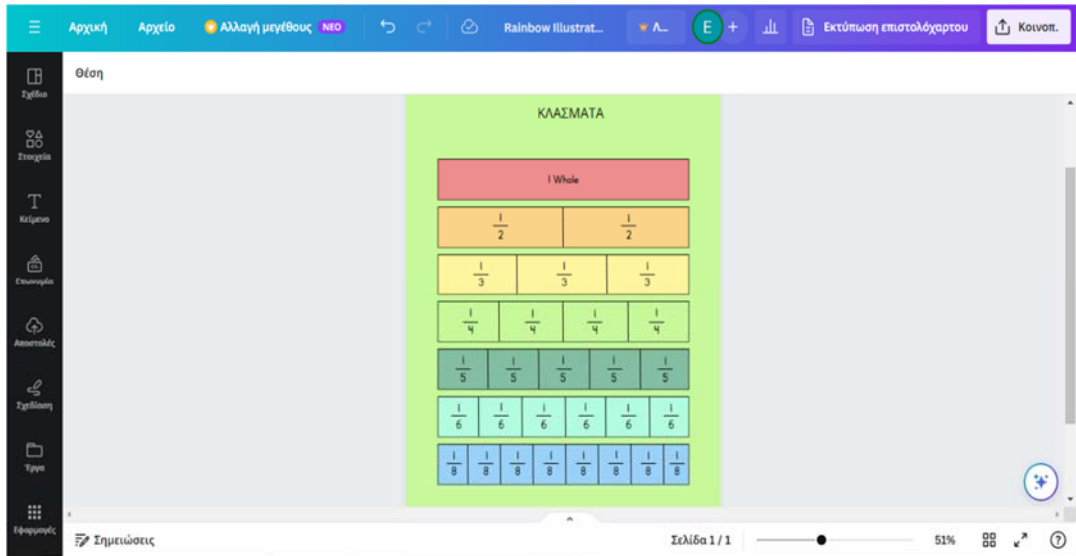 Αρχική Αρχείο Αλλαγή μεγέθους ΝΕΟ Rainbow Illustrat... Λ... E + Εκτύπωση επιστολόχαρτου Κοινοπ.
Θέση
Σχέδιο
Στοιχεία
Κείμενο
Επωνυμία
Αποστολές
Σχεδίαση
Έργα
Εφαρμογές
ΚΛΑΣΜΑΤΑ
1 Whole
1/2 1/2
1/3 1/3 1/3
1/4 1/4 1/4 1/4
1/5 1/5 1/5 1/5 1/5
1/6 1/6 1/6 1/6 1/6 1/6
1/8 1/8 1/8 1/8 1/8 1/8 1/8 1/8
Σημειώσεις Σελίδα 1 / 1 51%